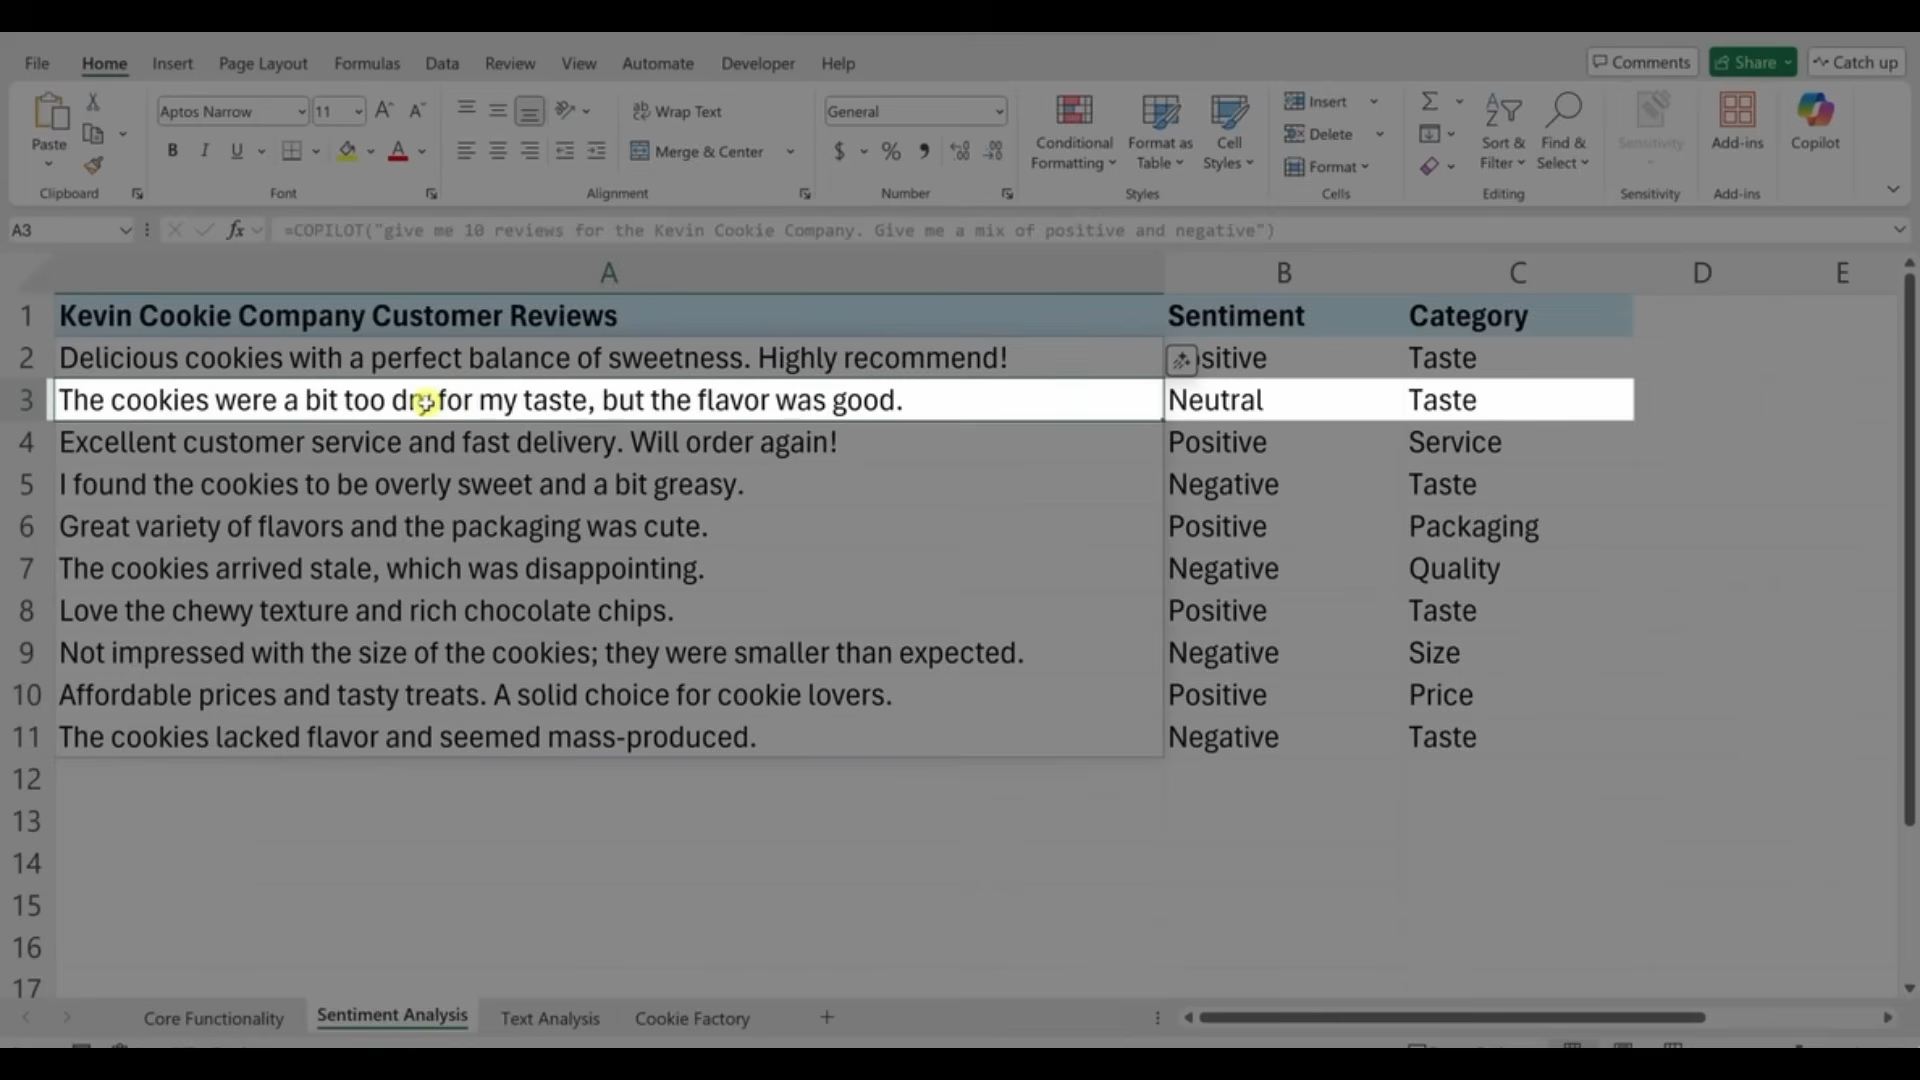 File Home Insert Page Layout Formulas Data Review View Automate Developer Help Comments Share Catch up
Aptos Narrow 11 Wrap Text General Insert
Paste Conditional Formatting Format as Table Cell Styles Delete Sort & Filter Find & Select Sensitivity Add-ins Copilot
B I U Merge & Center $ % Format
Clipboard Font Alignment Number Styles Cells Editing Sensitivity Add-ins
A3 fx =COPILOT("give me 10 reviews for the Kevin Cookie Company. Give me a mix of positive and negative")
A B C D E
1 Kevin Cookie Company Customer Reviews Sentiment Category
2 Delicious cookies with a perfect balance of sweetness. Highly recommend! ositive Taste
3 The cookies were a bit too dry for my taste, but the flavor was good. Neutral Taste
4 Excellent customer service and fast delivery. Will order again! Positive Service
5 I found the cookies to be overly sweet and a bit greasy. Negative Taste
6 Great variety of flavors and the packaging was cute. Positive Packaging
7 The cookies arrived stale, which was disappointing. Negative Quality
8 Love the chewy texture and rich chocolate chips. Positive Taste
9 Not impressed with the size of the cookies; they were smaller than expected. Negative Size
10 Affordable prices and tasty treats. A solid choice for cookie lovers. Positive Price
11 The cookies lacked flavor and seemed mass-produced. Negative Taste
12
13
14
15
16
17
Core Functionality Sentiment Analysis Text Analysis Cookie Factory